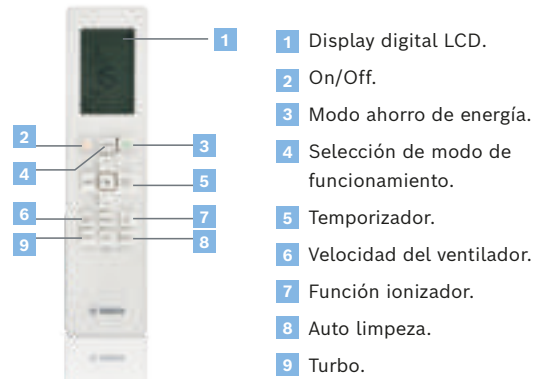 1
2
3
4
5
6
7
9
8
1 Display digital LCD.
2 On/Off.
3 Modo ahorro de energía.
4 Selección de modo de
funcionamiento.
5 Temporizador.
6 Velocidad del ventilador.
7 Función ionizador.
8 Auto limpeza.
9 Turbo.